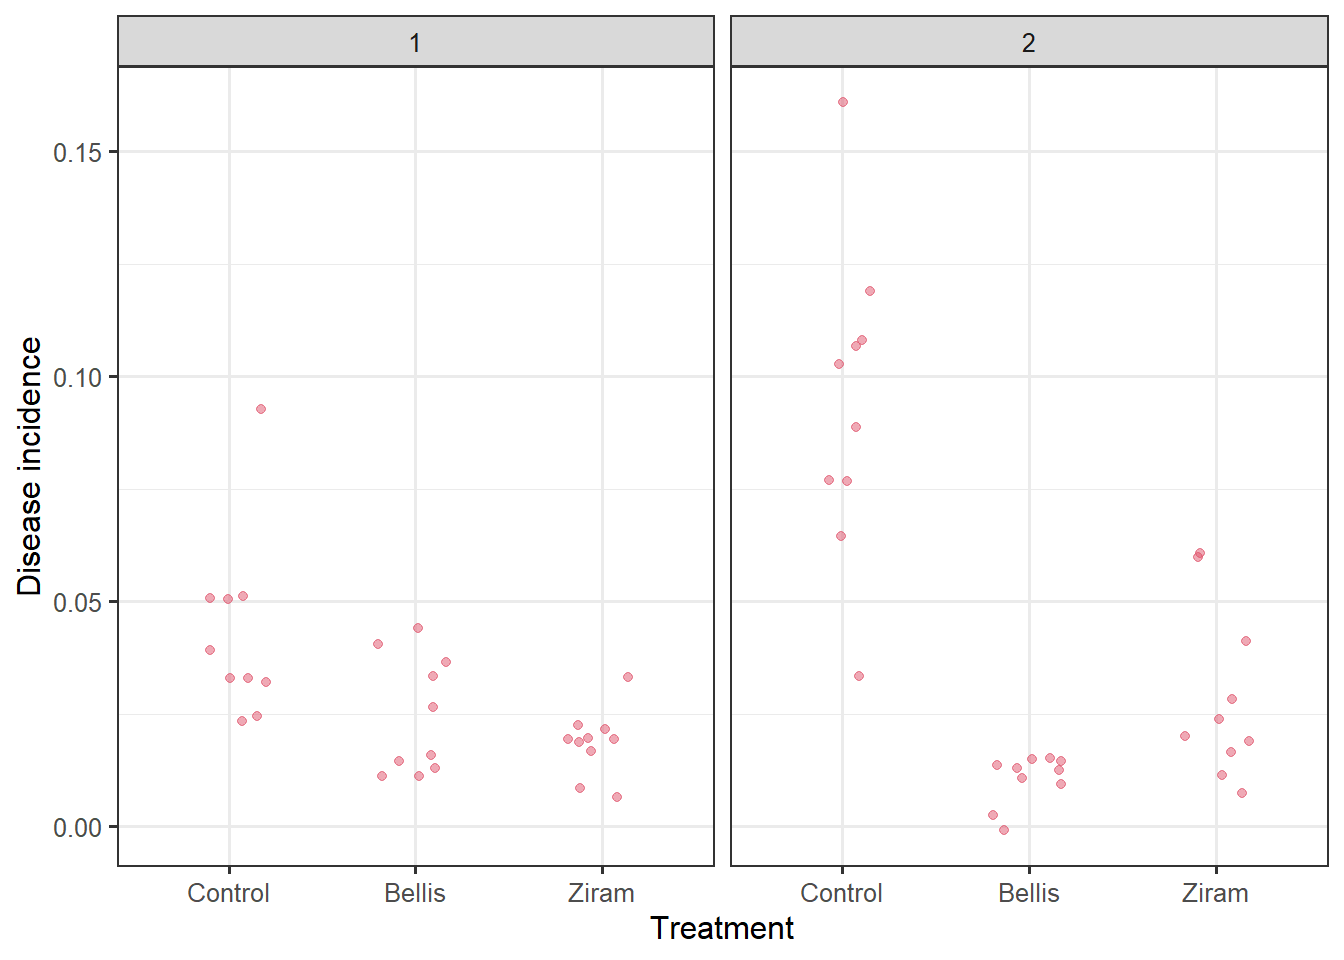 1
2
Disease incidence
0.15
0.10
0.05
0.00
Control Bellis Ziram
Control Bellis Ziram
Treatment